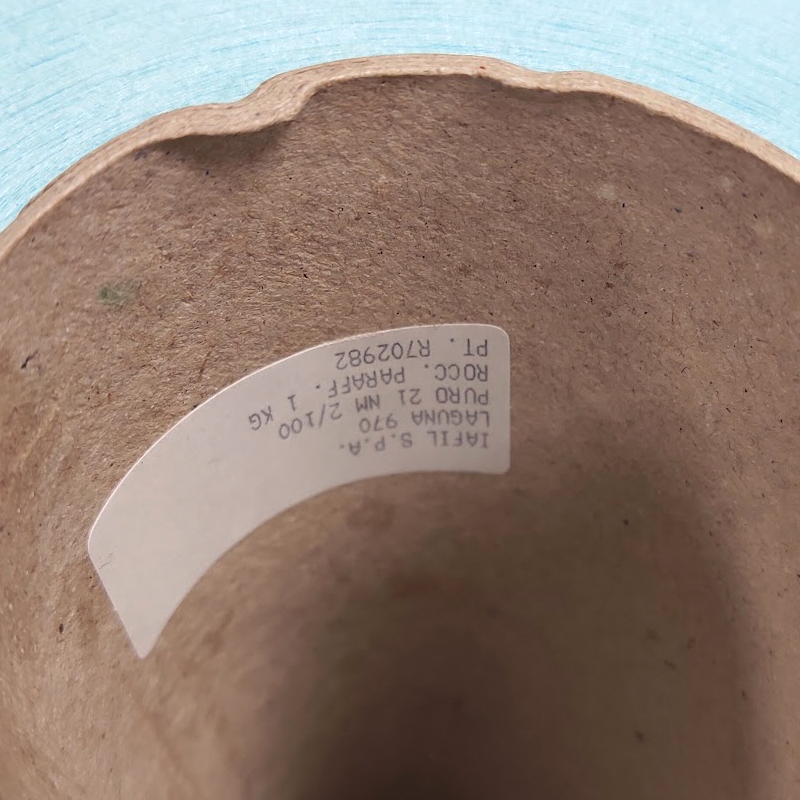 IAFIL S.P.A.
LAGUNA 970
PURO 21 NM 2/100
ROCC. PARAFF. 1 KG
PT. R702982